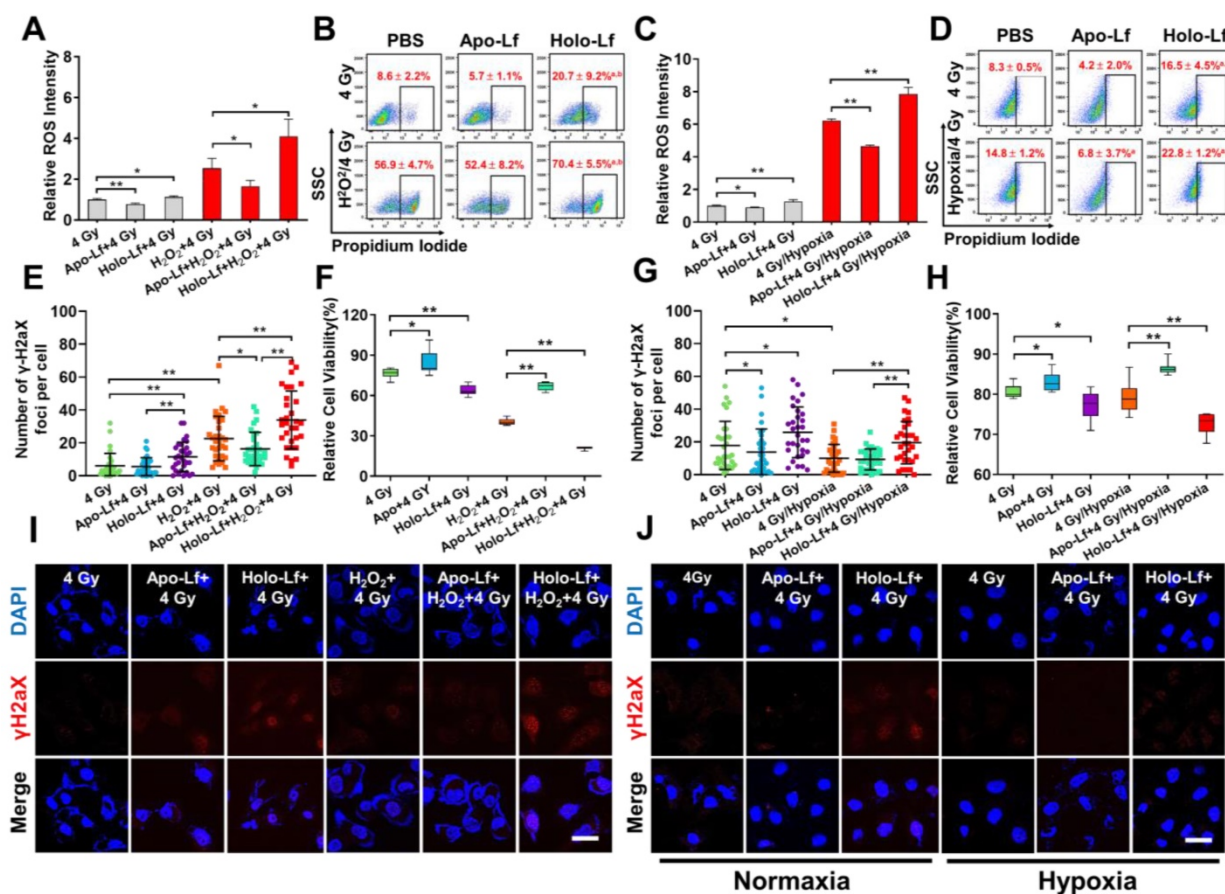 A
Relative ROS Intensity
8
6
4
2
0
*
**
*
*
4 Gy
Apo-Lf+4 Gy
Holo-Lf+4 Gy
H₂O₂+4 Gy
Apo-Lf+H₂O₂+4 Gy
Holo-Lf+H₂O₂+4 Gy
B
PBS Apo-Lf Holo-Lf
4 Gy
8.6 ± 2.2% 5.7 ± 1.1% 20.7 ± 9.2%a,b
H²O²/4 Gy
56.9 ± 4.7% 52.4 ± 8.2% 70.4 ± 5.5%a,b
SSC
Propidium Iodide
C
Relative ROS Intensity
10
8
6
4
2
0
**
*
**
**
4 Gy
Apo-Lf+4 Gy
Holo-Lf+4 Gy
4 Gy/Hypoxia
Apo-Lf+4 Gy/Hypoxia
Holo-Lf+4 Gy/Hypoxia
D
PBS Apo-Lf Holo-Lf
4 Gy
8.3 ± 0.5% 4.2 ± 2.0% 16.5 ± 4.5%a
Hypoxia/4 Gy
14.8 ± 1.2% 6.8 ± 3.7% 22.8 ± 1.2%a
SSC
Propidium Iodide
E
Number of γ-H2aX
foci per cell
100
80
60
40
20
0
**
**
**
**
*
**
4 Gy
Apo-Lf+4 Gy
Holo-Lf+4 Gy
H₂O₂+4 Gy
Apo-Lf+H₂O₂+4 Gy
Holo-Lf+H₂O₂+4 Gy
F
Relative Cell Viability(%)
120
90
60
30
0
**
*
**
**
4 Gy
Apo+4 GY
Holo-Lf+4 Gy
H₂O₂+4 Gy
Apo-Lf+H₂O₂+4 Gy
Holo-Lf+H₂O₂+4 Gy
G
Number of γ-H2aX
foci per cell
100
80
60
40
20
0
*
*
*
**
**
4 Gy
Apo-Lf+4 Gy
Holo-Lf+4 Gy
4 Gy/Hypoxia
Apo-Lf+4 Gy/Hypoxia
Holo-Lf+4 Gy/Hypoxia
H
Relative Cell Viability(%)
100
90
80
70
60
*
*
**
**
4 Gy
Apo+4 Gy
Holo-Lf+4 Gy
4 Gy/Hypoxia
Apo-Lf+4 Gy/Hypoxia
Holo-Lf+4 Gy/Hypoxia
I
DAPI
γH2aX
Merge
4 Gy
Apo-Lf+
4 Gy
Holo-Lf+
4 Gy
H₂O₂+
4 Gy
Apo-Lf+
H₂O₂+4 Gy
Holo-Lf+
H₂O₂+4 Gy
J
DAPI
γH2aX
Merge
4Gy
Apo-Lf+
4 Gy
Holo-Lf+
4 Gy
4 Gy
Apo-Lf+
4 Gy
Holo-Lf+
4 Gy
Normaxia
Hypoxia